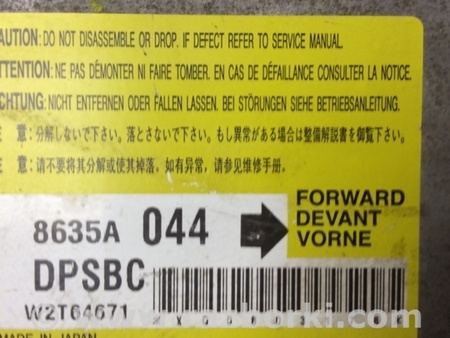 AUTION: DO NOT DISASSEMBLE OR DROP. IF DEFECT REFER TO SERVICE MANUAL.
ATTENTION: NE PAS DÉMONTER NI FAIRE TOMBER. EN CAS DE DÉFAILLANCE CONSULTER LA NOTICE.
CHTUNG: NICHT ENTFERNEN ODER FALLEN LASSEN. BEI STÖRUNGEN SIEHE BETRIEBSANLEITUNG.
意:分解しないで下さい。落とさないで下さい。もし異常がある場合は整備解説書を御覧下さい。
意:请不要将其分解或使其掉落。如有异常,请参见维修手册。
FORWARD
DEVANT
VORNE
8635A 044
DPSBC
W2T64671
MADE IN JAPAN